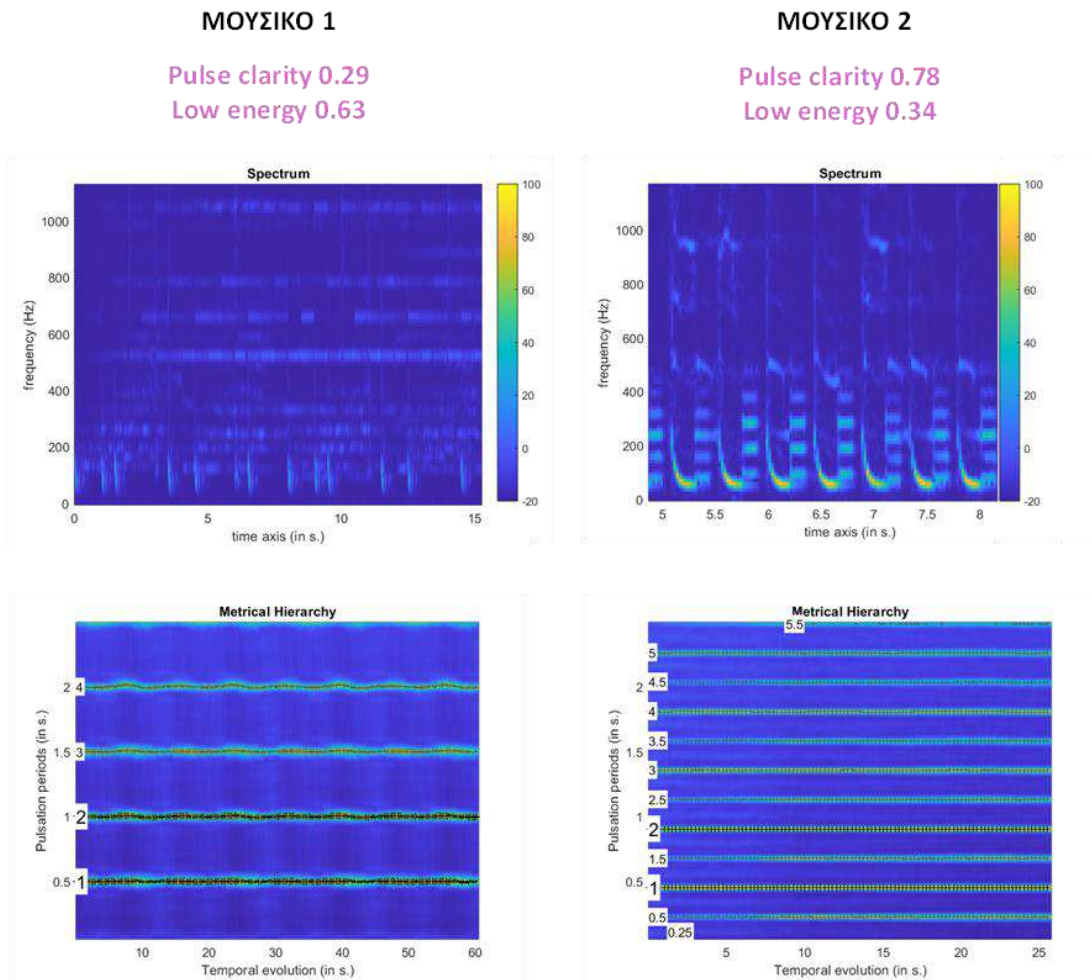 ΜΟΥΣΙΚΟ 1
Pulse clarity 0.29
Low energy 0.63
Spectrum
frequency (Hz)
1000
800
600
400
200
0
0 5 10 15
time axis (in s.)
100
80
60
40
20
0
-20
Metrical Hierarchy
Pulsation periods (in s.)
2 4
1.5 3
1 2
0.5 1
10 20 30 40 50 60
Temporal evolution (in s.)
ΜΟΥΣΙΚΟ 2
Pulse clarity 0.78
Low energy 0.34
Spectrum
frequency (Hz)
1000
800
600
400
200
0
5 5.5 6 6.5 7 7.5 8
time axis (in s.)
100
80
60
40
20
0
-20
Metrical Hierarchy
Pulsation periods (in s.)
5.5
5
4.5
2
4
3.5
1.5
3
2.5
1
2
1.5
0.5
1
0.5
0.25
5 10 15 20 25
Temporal evolution (in s.)